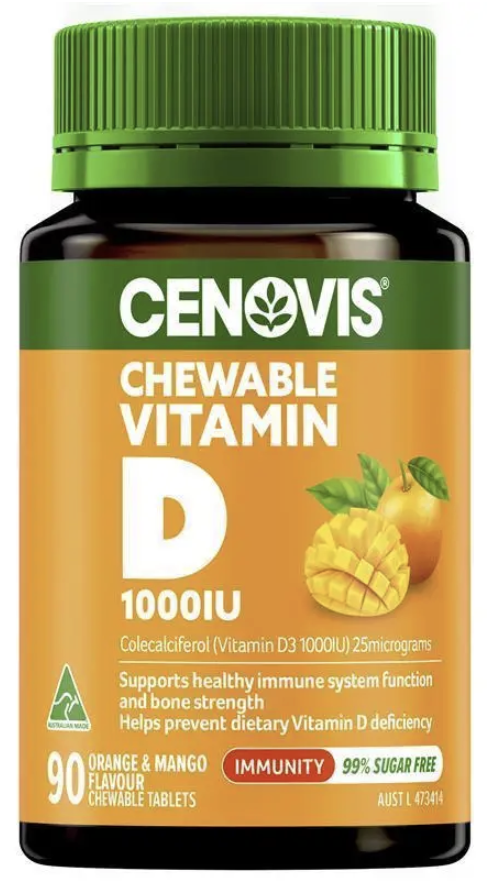 CENOVIS®
CHEWABLE
VITAMIN
D
1000IU
Colecalciferol (Vitamin D3 1000IU) 25micrograms
Supports healthy immune system function
and bone strength
Helps prevent dietary Vitamin D deficiency
AUSTRALIAN MADE
90 ORANGE & MANGO
FLAVOUR
CHEWABLE TABLETS
IMMUNITY 99% SUGAR FREE
AUST L 473414